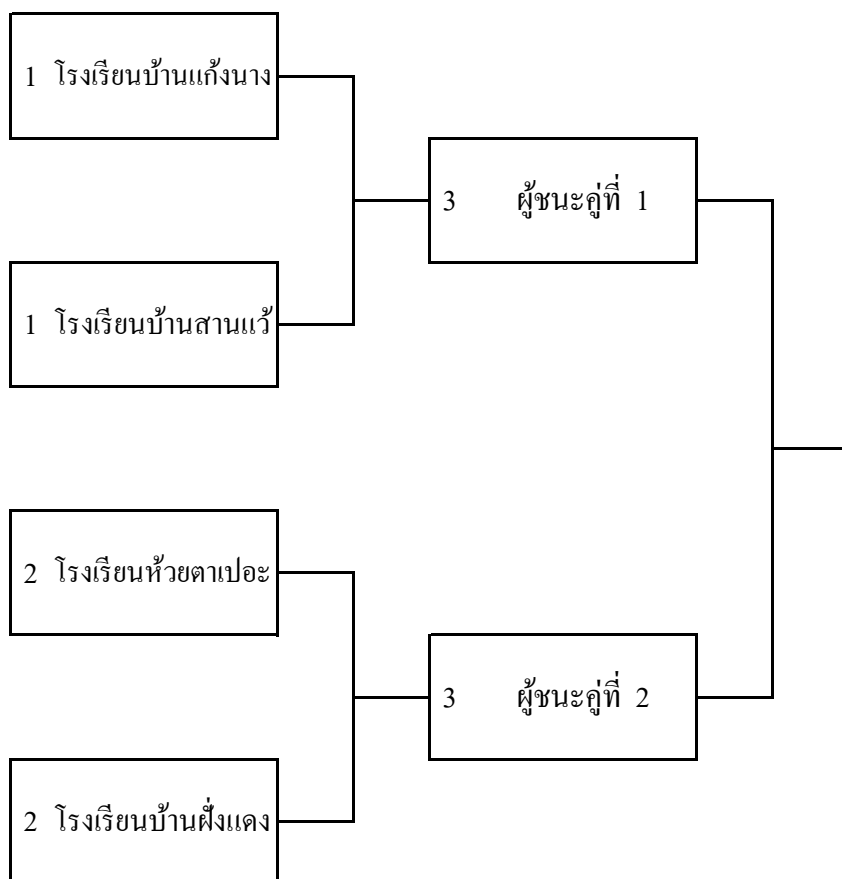 1 โรงเรียนบ้านแก้งนาง
3 ผู้ชนะคู่ที่ 1
1 โรงเรียนบ้านสานแว้
2 โรงเรียนห้วยตาเปอะ
3 ผู้ชนะคู่ที่ 2
2 โรงเรียนบ้านฝั่งแดง